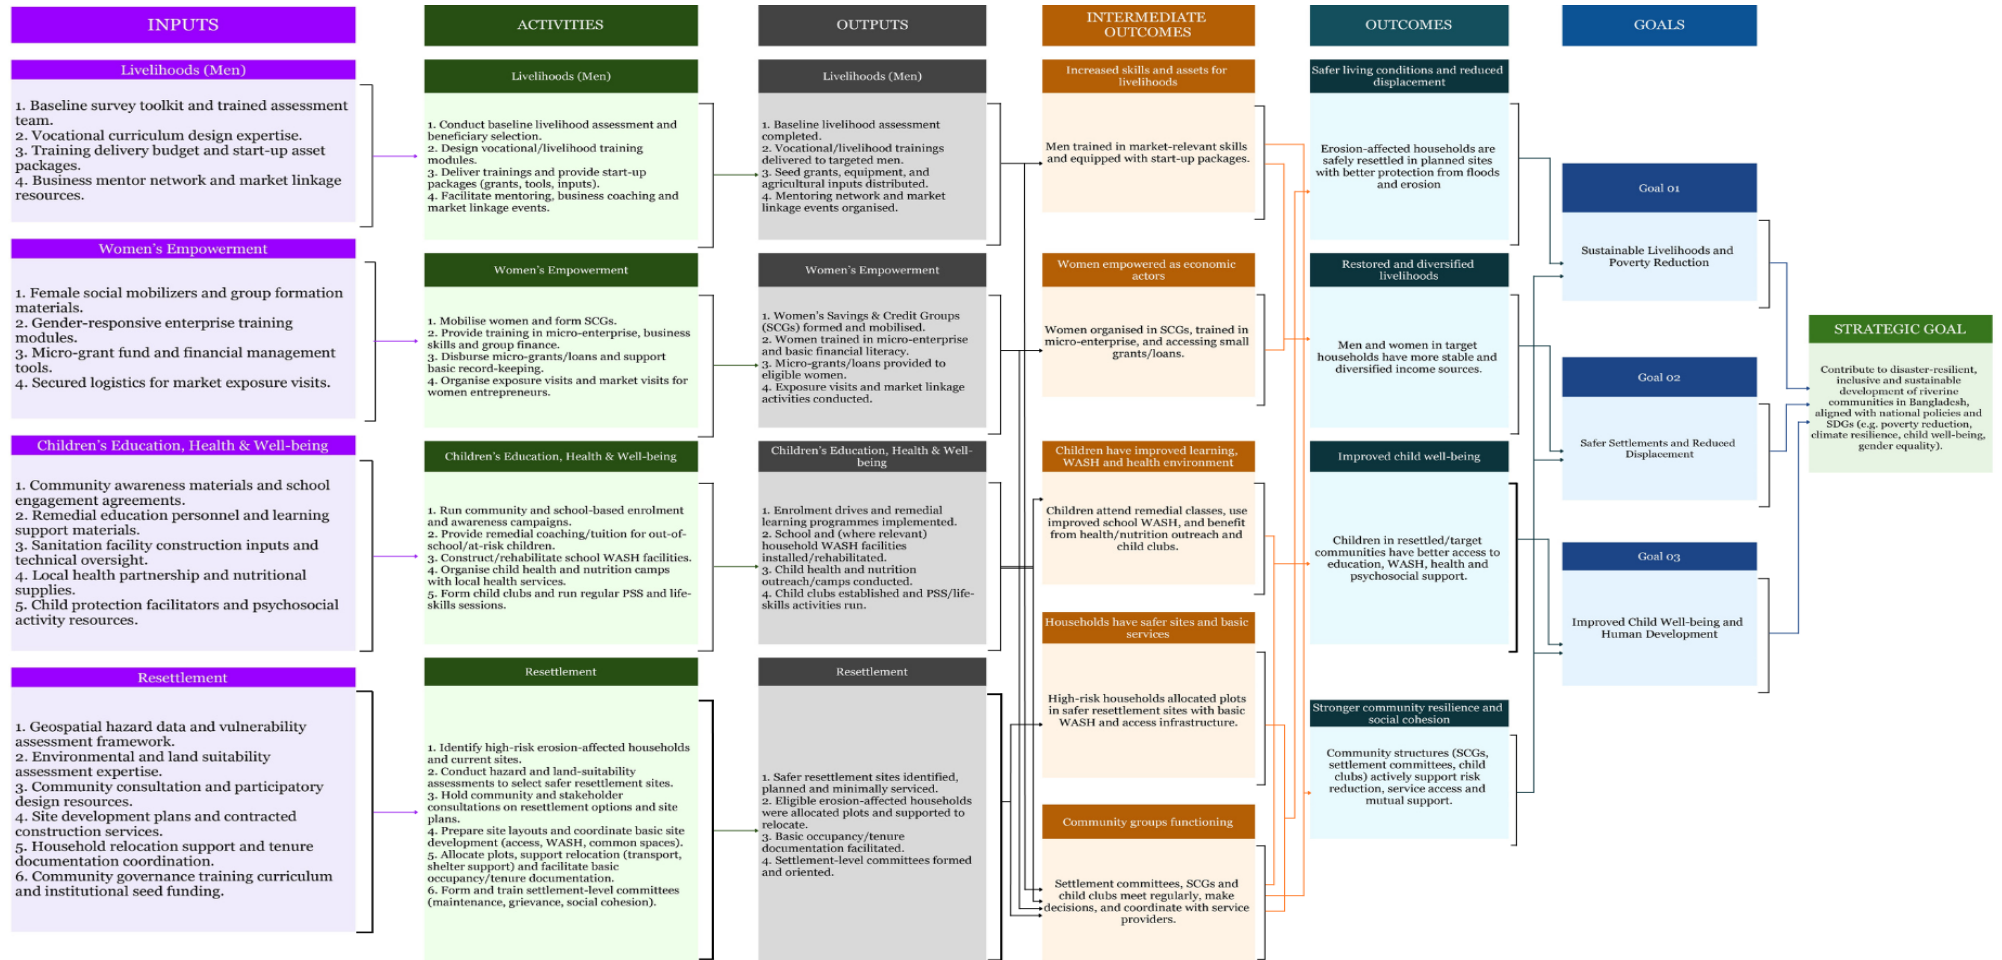 INPUTS
Livelihoods (Men)
1. Baseline survey toolkit and trained assessment
team.
2. Vocational curriculum design expertise.
3. Training delivery budget and start-up asset
packages.
4. Business mentor network and market linkage
resources.
Women's Empowerment
1. Female social mobilizers and group formation
materials.
2. Gender-responsive enterprise training
modules.
3. Micro-grant fund and financial management
tools.
4. Secured logistics for market exposure visits.
Children's Education, Health & Well-being
1. Community awareness materials and school
engagement agreements.
2. Remedial education personnel and learning
support materials.
3. Sanitation facility construction inputs and
technical oversight.
4. Local health partnership and nutritional
supplies.
5. Child protection facilitators and psychosocial
activity resources.
Resettlement
1. Geospatial hazard data and vulnerability
assessment framework.
2. Environmental and land suitability
assessment expertise.
3. Community consultation and participatory
design resources.
4. Site development plans and contracted
construction services.
5. Household relocation support and tenure
documentation coordination.
6. Community governance training curriculum
and institutional seed funding.
ACTIVITIES
Livelihoods (Men)
1. Conduct baseline livelihood assessment and
beneficiary selection.
2. Design vocational/livelihood training
modules.
3. Deliver trainings and provide start-up
packages (grants, tools, inputs).
4. Facilitate mentoring, business coaching and
market linkage events.
Women's Empowerment
1. Mobilise women and form SCGs.
2. Provide training in micro-enterprise, business
skills and group finance.
3. Disburse micro-grants/loans and support
basic record-keeping.
4. Organise exposure visits and market visits for
women entrepreneurs.
Children's Education, Health & Well-being
1. Run community and school-based enrolment
and awareness campaigns.
2. Provide remedial coaching/tuition for out-of-
school/at-risk children.
3. Construct/rehabilitate school WASH facilities.
4. Organise child health and nutrition camps
with local health services.
5. Form child clubs and run regular PSS and life-
skills sessions.
Resettlement
1. Identify high-risk erosion-affected households
and current sites.
2. Conduct hazard and land-suitability
assessments to select safer resettlement sites.
3. Hold community and stakeholder
consultations on resettlement options and site
plans.
4. Prepare site layouts and coordinate basic site
development (access, WASH, common spaces).
5. Allocate plots, support relocation (transport,
shelter support) and facilitate basic
occupancy/tenure documentation.
6. Form and train settlement-level committees
(maintenance, grievance, social cohesion).
OUTPUTS
Livelihoods (Men)
1. Baseline livelihood assessment
completed.
2. Vocational/livelihood trainings
delivered to targeted men.
3. Seed grants, equipment, and
agricultural inputs distributed.
4. Mentoring network and market
linkage events organised.
Women's Empowerment
1. Women's Savings & Credit Groups
(SCGs) formed and mobilised.
2. Women trained in micro-enterprise
and basic financial literacy.
3. Micro-grants/loans provided to
eligible women.
4. Exposure visits and market linkage
activities conducted.
Children's Education, Health & Well-
being
1. Enrolment drives and remedial
learning programmes implemented.
2. School and (where relevant)
household WASH facilities
installed/rehabilitated.
3. Child health and nutrition
outreach/camps conducted.
4. Child clubs established and PSS/life-
skills activities run.
Resettlement
1. Safer resettlement sites identified,
planned and minimally serviced.
2. Eligible erosion-affected households
were allocated plots and supported to
relocate.
3. Basic occupancy/tenure
documentation facilitated.
4. Settlement-level committees formed
and oriented.
INTERMEDIATE
OUTCOMES
Increased skills and assets for
livelihoods
Men trained in market-relevant skills
and equipped with start-up packages.
Women empowered as economic
actors
Women organised in SCGs, trained in
micro-enterprise, and accessing small
grants/loans.
Children have improved learning,
WASH and health environment
Children attend remedial classes, use
improved school WASH, and benefit
from health/nutrition outreach and
child clubs.
Households have safer sites and basic
services
High-risk households allocated plots
in safer resettlement sites with basic
WASH and access infrastructure.
Community groups functioning
Settlement committees, SCGs and
child clubs meet regularly, make
decisions, and coordinate with service
providers.
OUTCOMES
Safer living conditions and reduced
displacement
Erosion-affected households are
safely resettled in planned sites
with better protection from floods
and erosion
Restored and diversified
livelihoods
Men and women in target
households have more stable and
diversified income sources.
Improved child well-being
Children in resettled/target
communities have better access to
education, WASH, health and
psychosocial support.
Stronger community resilience and
social cohesion
Community structures (SCGs,
settlement committees, child
clubs) actively support risk
reduction, service access and
mutual support.
GOALS
Goal 01
Sustainable Livelihoods and
Poverty Reduction
Goal 02
Safer Settlements and Reduced
Displacement
Goal 03
Improved Child Well-being and
Human Development
STRATEGIC GOAL
Contribute to disaster-resilient,
inclusive and sustainable
development of riverine
communities in Bangladesh,
aligned with national policies and
SDGs (e.g. poverty reduction,
climate resilience, child well-being,
gender equality).